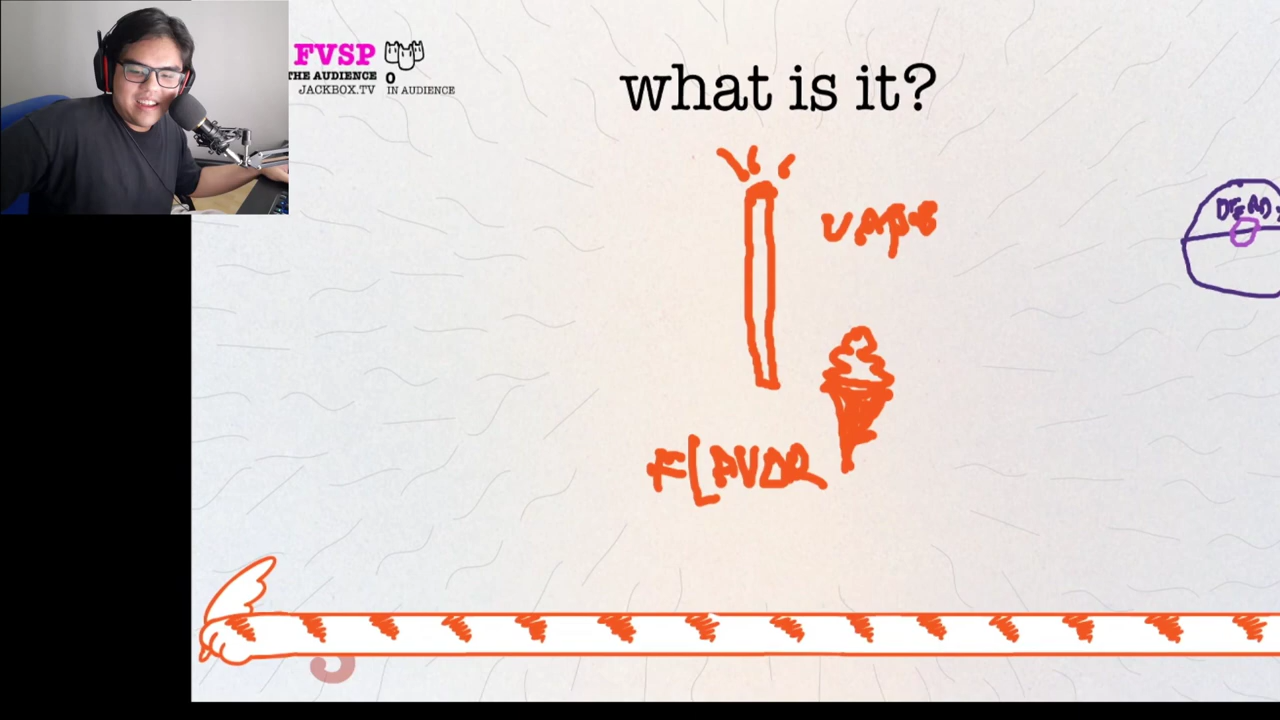 FVSP
THE AUDIENCE 0
JACKBOX.TV IN AUDIENCE
what is it?
VAPE
FLAVOR